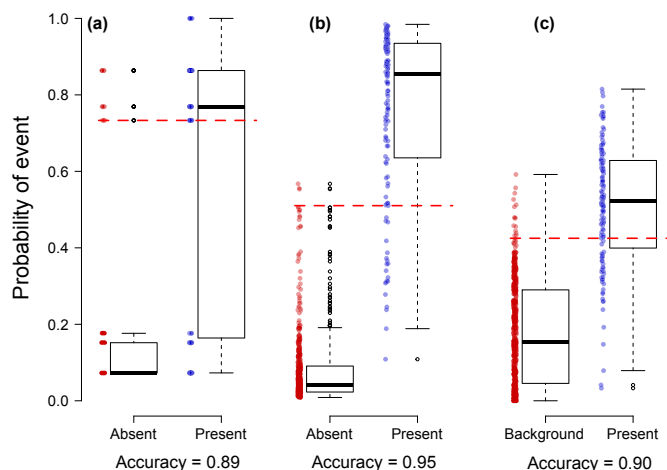 (a)
(b)
(c)
Probability of event
1.0
0.8
0.6
0.4
0.2
0.0
Absent Present Absent Present Background Present
Accuracy = 0.89 Accuracy = 0.95 Accuracy = 0.90